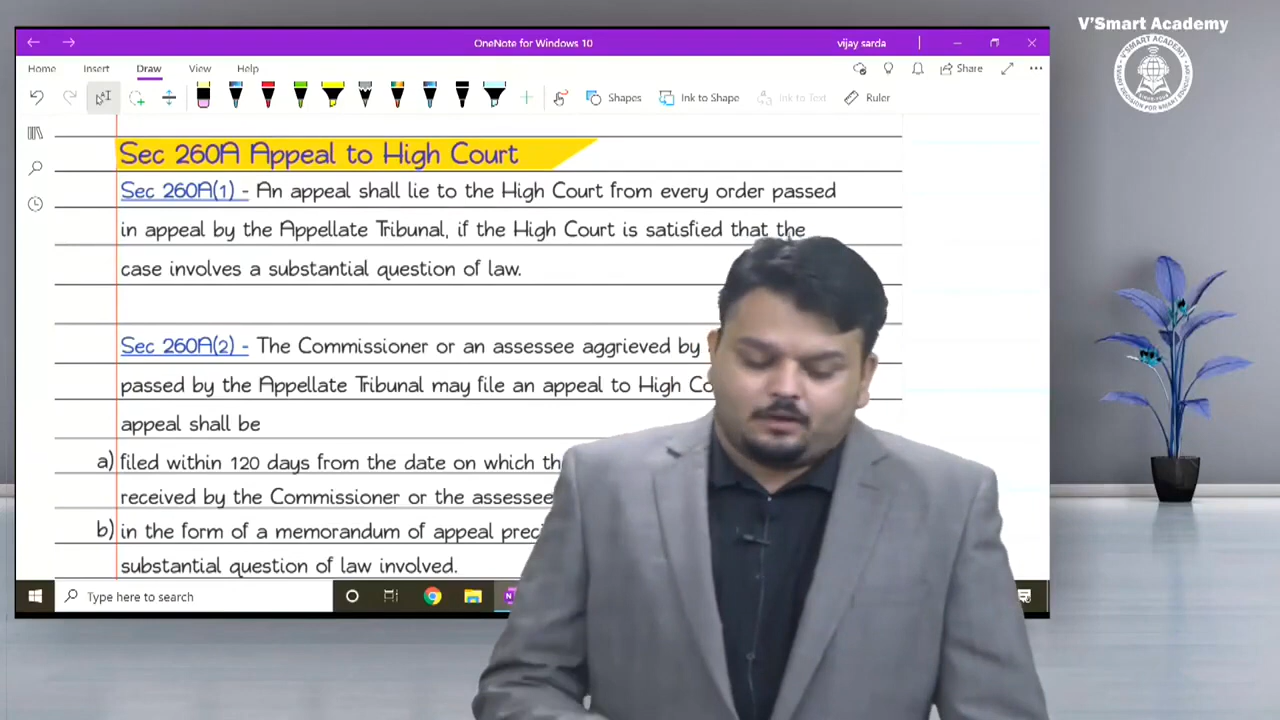 V'Smart Academy
OneNote for Windows 10
vijay sarda
Home Insert Draw View Help
Share
Shapes Ink to Shape Ink to Text Ruler
Sec 260A Appeal to High Court
Sec 260A(1) - An appeal shall lie to the High Court from every order passed
in appeal by the Appellate Tribunal, if the High Court is satisfied that the
case involves a substantial question of law.
Sec 260A(2) - The Commissioner or an assessee aggrieved by
passed by the Appellate Tribunal may file an appeal to High
appeal shall be
a) filed within 120 days from the date on which
received by the Commissioner or the assessee
b) in the form of a memorandum of appeal
substantial question of law involved.
Type here to search